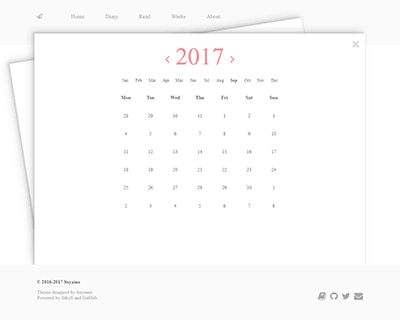 Home Diary Read Works About
‹ 2017 ›
Jan Feb Mar Apr May Jun Jul Aug Sep Oct Nov Dec
Mon Tue Wed Thu Fri Sat Sun
28 29 30 31 1 2 3
4 5 6 7 8 9 10
11 12 13 14 15 16 17
18 19 20 21 22 23 24
25 26 27 28 29 30 1
2 3 4 5 6 7 8
© 2016-2017 Soyaine
Theme designed by Soyaine
Powered by Jekyll and GitHub